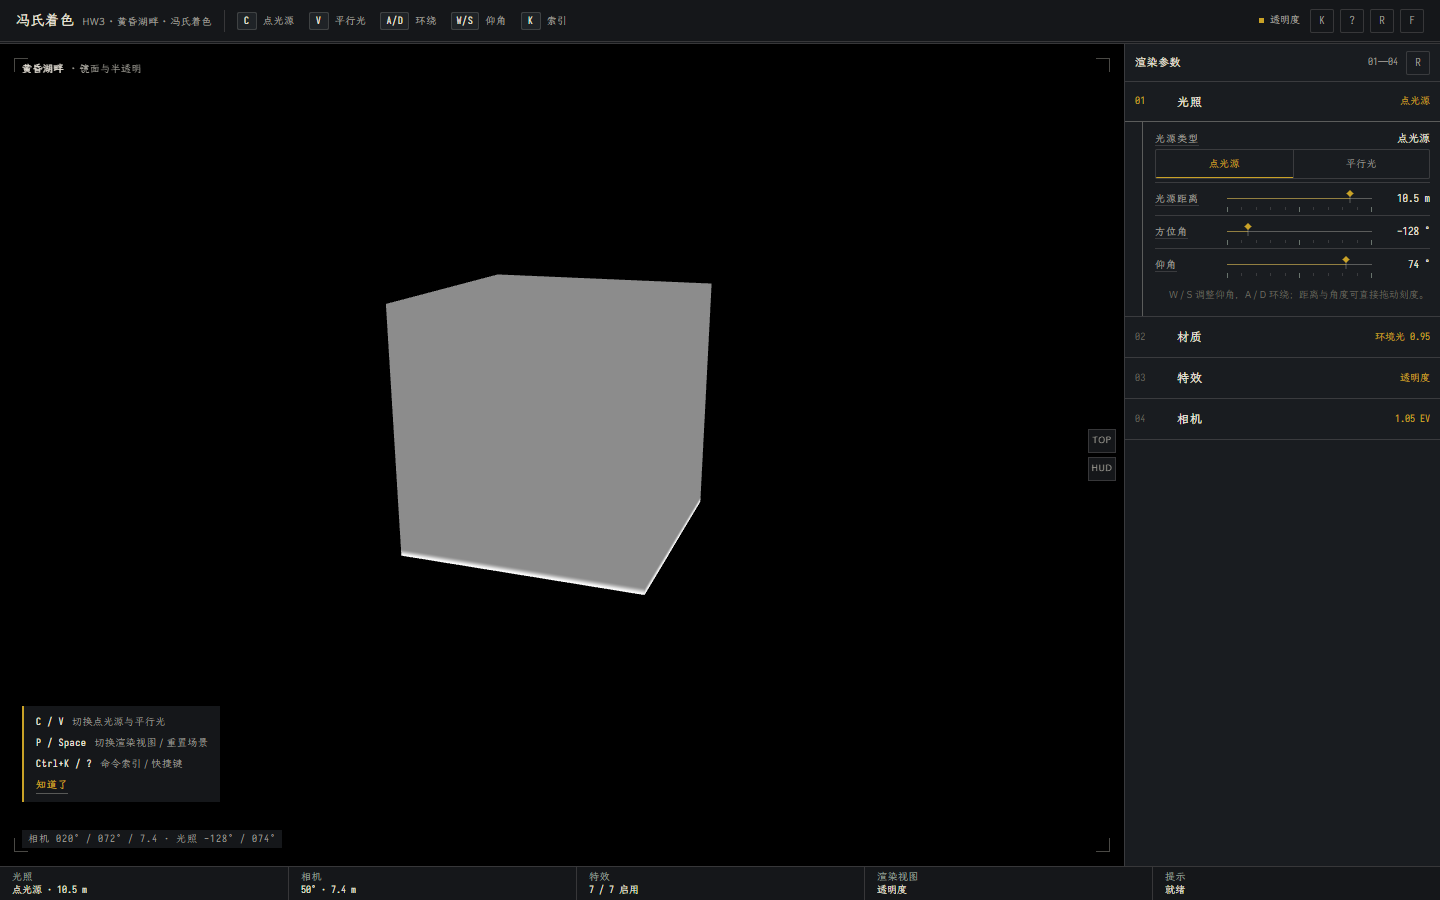 冯氏着色 HW3 · 黄昏湖畔 · 冯氏着色 C 点光源 V 平行光 A/D 环绕 W/S 仰角 K 索引 透明度 K ? R F
黄昏湖畔 · 镜面与半透明
渲染参数 01—04 R
01 光照 点光源
光源类型 点光源
点光源 平行光
光源距离 10.5 m
方位角 -128 °
仰角 74 °
W / S 调整仰角，A / D 环绕；距离与角度可直接拖动刻度。
02 材质 环境光 0.95
03 特效 透明度
04 相机 1.05 EV
TOP
HUD
C / V 切换点光源与平行光
P / Space 切换渲染视图 / 重置场景
Ctrl+K / ? 命令索引 / 快捷键
知道了
相机 020° / 072° / 7.4 · 光照 -128° / 074°
光照 相机 特效 渲染视图 提示
点光源 · 10.5 m 50° · 7.4 m 7 / 7 启用 透明度 就绪